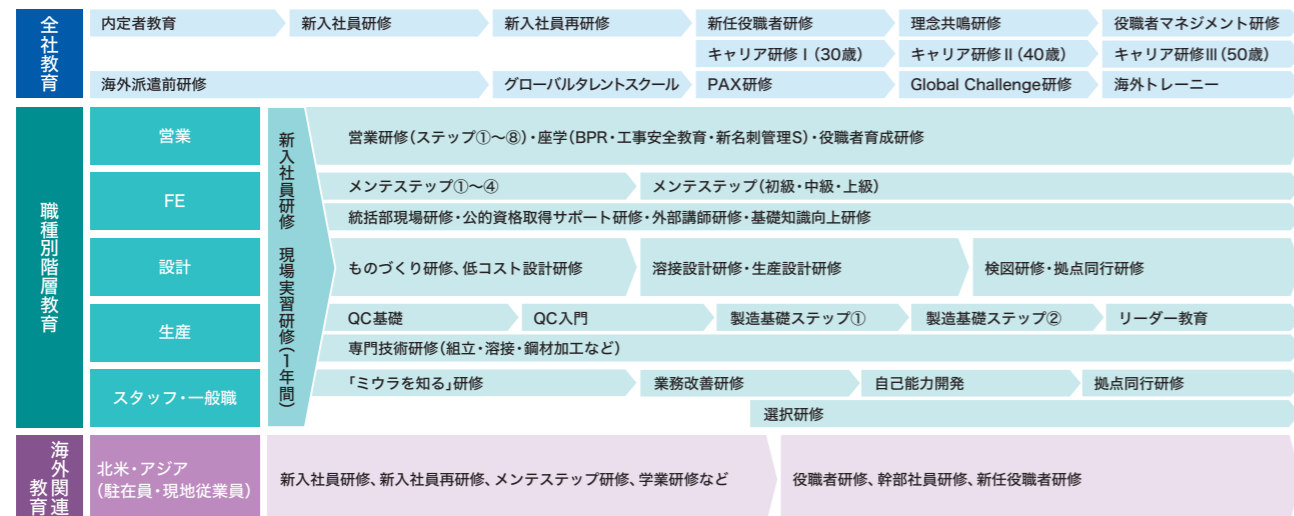 全社教育
内定者教育
新入社員研修
新入社員再研修
新任役職者研修
理念共鳴研修
役職者マネジメント研修
キャリア研修Ⅰ(30歳)
キャリア研修Ⅱ(40歳)
キャリア研修Ⅲ(50歳)
海外派遣前研修
グローバルタレントスクール
PAX研修
Global Challenge研修
海外トレーニー
職種別階層教育
新入社員研修 現場実習研修(1年間)
営業
営業研修(ステップ①～⑧)・座学(BPR・工事安全教育・新名刺管理S)・役職者育成研修
FE
メンテステップ①～④
メンテステップ(初級・中級・上級)
統括部現場研修・公的資格取得サポート研修・外部講師研修・基礎知識向上研修
設計
ものづくり研修、低コスト設計研修
溶接設計研修・生産設計研修
検図研修・拠点同行研修
生産
QC基礎
QC入門
製造基礎ステップ①
製造基礎ステップ②
リーダー教育
専門技術研修(組立・溶接・鋼材加工など)
スタッフ・一般職
「ミウラを知る」研修
業務改善研修
自己能力開発
拠点同行研修
選択研修
海外関連
教育
北米・アジア
(駐在員・現地従業員)
新入社員研修、新入社員再研修、メンテステップ研修、学業研修など
役職者研修、幹部社員研修、新任役職者研修